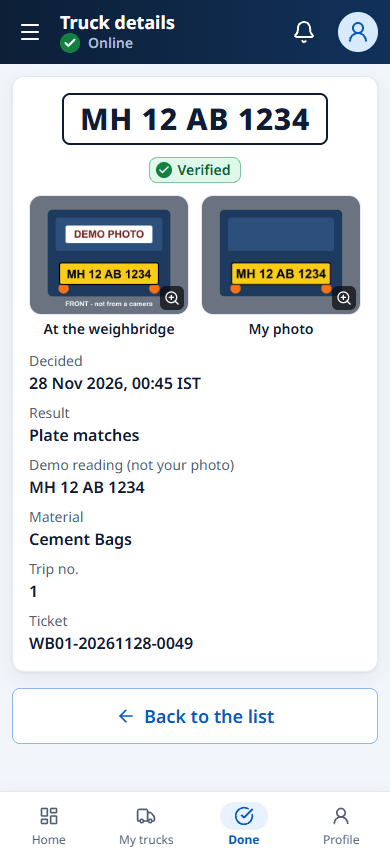 Truck details
Online
MH 12 AB 1234
Verified
DEMO PHOTO
MH 12 AB 1234
FRONT - not from a camera
MH 12 AB 1234
At the weighbridge
My photo
Decided
28 Nov 2026, 00:45 IST
Result
Plate matches
Demo reading (not your photo)
MH 12 AB 1234
Material
Cement Bags
Trip no.
1
Ticket
WB01-20261128-0049
Back to the list
Home
My trucks
Done
Profile